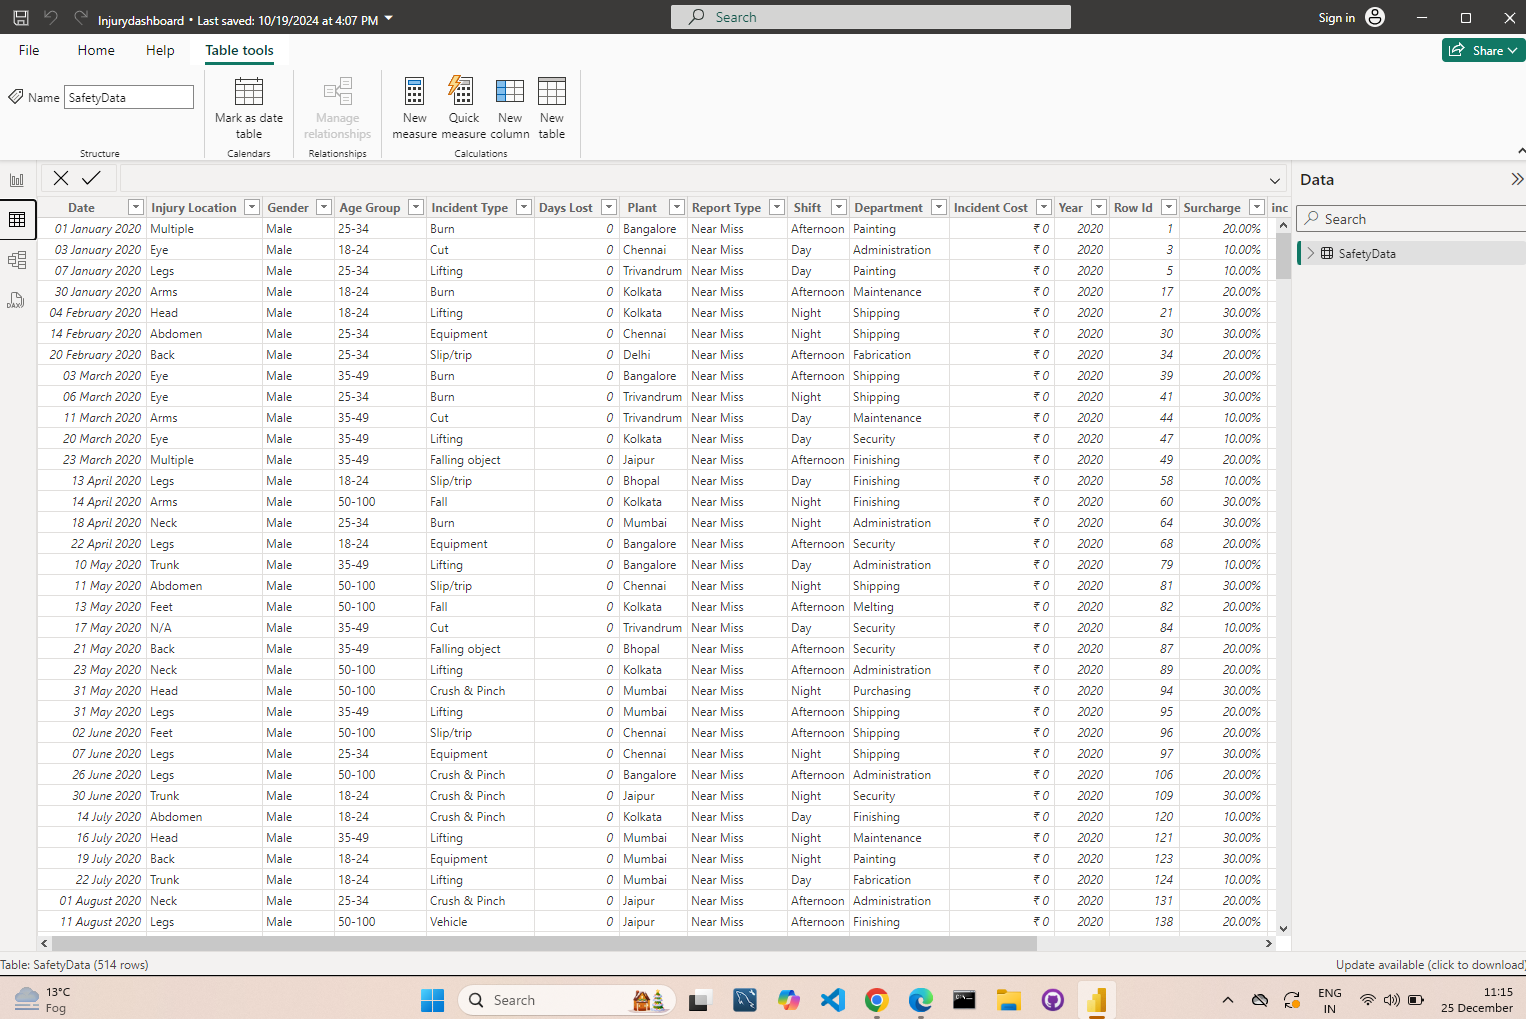 Injurydashboard • Last saved: 10/19/2024 at 4:07 PM
Search
Sign in
File Home Help Table tools
Share
Name SafetyData
Mark as date table
Manage relationships
New measure
Quick measure
New column
New table
Structure
Calendars
Relationships
Calculations
Date Injury Location Gender Age Group Incident Type Days Lost Plant Report Type Shift Department Incident Cost Year Row Id Surcharge inc
01 January 2020 Multiple Male 25-34 Burn 0 Bangalore Near Miss Afternoon Painting ₹ 0 2020 1 20.00%
03 January 2020 Eye Male 18-24 Cut 0 Chennai Near Miss Day Administration ₹ 0 2020 3 10.00%
07 January 2020 Legs Male 25-34 Lifting 0 Trivandrum Near Miss Day Painting ₹ 0 2020 5 10.00%
30 January 2020 Arms Male 18-24 Burn 0 Kolkata Near Miss Afternoon Maintenance ₹ 0 2020 17 20.00%
04 February 2020 Head Male 18-24 Lifting 0 Kolkata Near Miss Night Shipping ₹ 0 2020 21 30.00%
14 February 2020 Abdomen Male 25-34 Equipment 0 Chennai Near Miss Night Shipping ₹ 0 2020 30 30.00%
20 February 2020 Back Male 25-34 Slip/trip 0 Delhi Near Miss Afternoon Fabrication ₹ 0 2020 34 20.00%
03 March 2020 Eye Male 35-49 Burn 0 Bangalore Near Miss Afternoon Shipping ₹ 0 2020 39 20.00%
06 March 2020 Eye Male 25-34 Burn 0 Trivandrum Near Miss Night Shipping ₹ 0 2020 41 30.00%
11 March 2020 Arms Male 35-49 Cut 0 Trivandrum Near Miss Day Maintenance ₹ 0 2020 44 10.00%
20 March 2020 Eye Male 35-49 Lifting 0 Kolkata Near Miss Day Security ₹ 0 2020 47 10.00%
23 March 2020 Multiple Male 35-49 Falling object 0 Jaipur Near Miss Afternoon Finishing ₹ 0 2020 49 20.00%
13 April 2020 Legs Male 18-24 Slip/trip 0 Bhopal Near Miss Day Finishing ₹ 0 2020 58 10.00%
14 April 2020 Arms Male 50-100 Fall 0 Kolkata Near Miss Night Finishing ₹ 0 2020 60 30.00%
18 April 2020 Neck Male 25-34 Burn 0 Mumbai Near Miss Night Administration ₹ 0 2020 64 30.00%
22 April 2020 Legs Male 18-24 Equipment 0 Bangalore Near Miss Afternoon Security ₹ 0 2020 68 20.00%
10 May 2020 Trunk Male 35-49 Lifting 0 Bangalore Near Miss Day Administration ₹ 0 2020 79 10.00%
11 May 2020 Abdomen Male 50-100 Slip/trip 0 Chennai Near Miss Night Shipping ₹ 0 2020 81 30.00%
13 May 2020 Feet Male 50-100 Fall 0 Kolkata Near Miss Afternoon Melting ₹ 0 2020 82 20.00%
17 May 2020 N/A Male 35-49 Cut 0 Trivandrum Near Miss Day Security ₹ 0 2020 84 10.00%
21 May 2020 Back Male 35-49 Falling object 0 Bhopal Near Miss Afternoon Security ₹ 0 2020 87 20.00%
23 May 2020 Neck Male 50-100 Lifting 0 Kolkata Near Miss Afternoon Administration ₹ 0 2020 89 20.00%
31 May 2020 Head Male 50-100 Crush & Pinch 0 Mumbai Near Miss Night Purchasing ₹ 0 2020 94 30.00%
31 May 2020 Legs Male 35-49 Lifting 0 Mumbai Near Miss Afternoon Shipping ₹ 0 2020 95 20.00%
02 June 2020 Feet Male 50-100 Slip/trip 0 Chennai Near Miss Afternoon Shipping ₹ 0 2020 96 20.00%
07 June 2020 Legs Male 25-34 Equipment 0 Chennai Near Miss Night Shipping ₹ 0 2020 97 30.00%
26 June 2020 Legs Male 50-100 Crush & Pinch 0 Bangalore Near Miss Afternoon Administration ₹ 0 2020 106 20.00%
30 June 2020 Trunk Male 18-24 Crush & Pinch 0 Jaipur Near Miss Night Security ₹ 0 2020 109 30.00%
14 July 2020 Abdomen Male 18-24 Crush & Pinch 0 Kolkata Near Miss Day Finishing ₹ 0 2020 120 10.00%
16 July 2020 Head Male 35-49 Lifting 0 Mumbai Near Miss Night Maintenance ₹ 0 2020 121 30.00%
19 July 2020 Back Male 18-24 Equipment 0 Mumbai Near Miss Night Painting ₹ 0 2020 123 30.00%
22 July 2020 Trunk Male 18-24 Lifting 0 Mumbai Near Miss Day Fabrication ₹ 0 2020 124 10.00%
01 August 2020 Neck Male 25-34 Crush & Pinch 0 Jaipur Near Miss Afternoon Administration ₹ 0 2020 131 20.00%
11 August 2020 Legs Male 50-100 Vehicle 0 Jaipur Near Miss Afternoon Finishing ₹ 0 2020 138 20.00%
Data
Search
SafetyData
DAX
Table: SafetyData (514 rows)
Update available (click to download)
13°C
Fog
Search
ENG
IN
11:15
25 December